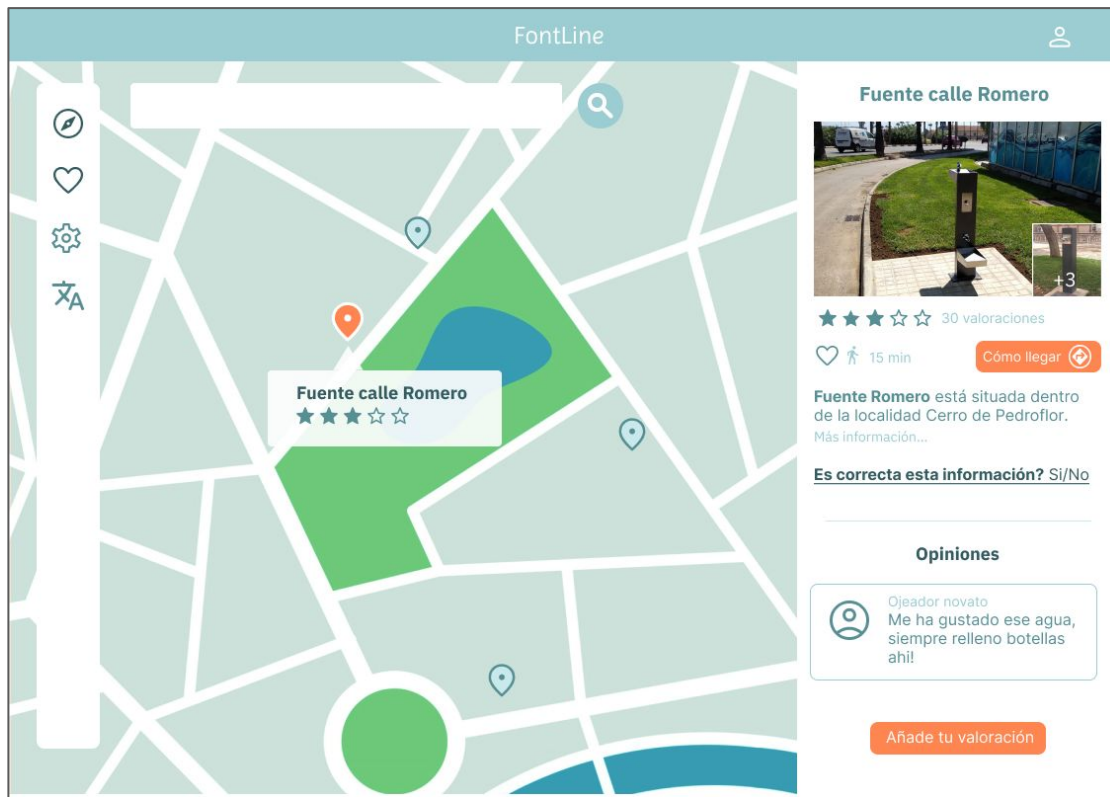 FontLine
Fuente calle Romero
Fuente calle Romero
+3
30 valoraciones
15 min
Cómo llegar
Fuente Romero está situada dentro
de la localidad Cerro de Pedroflor.
Más información...
Es correcta esta información? Si/No
Opiniones
Ojeador novato
Me ha gustado ese agua,
siempre relleno botellas
ahi!
Añade tu valoración